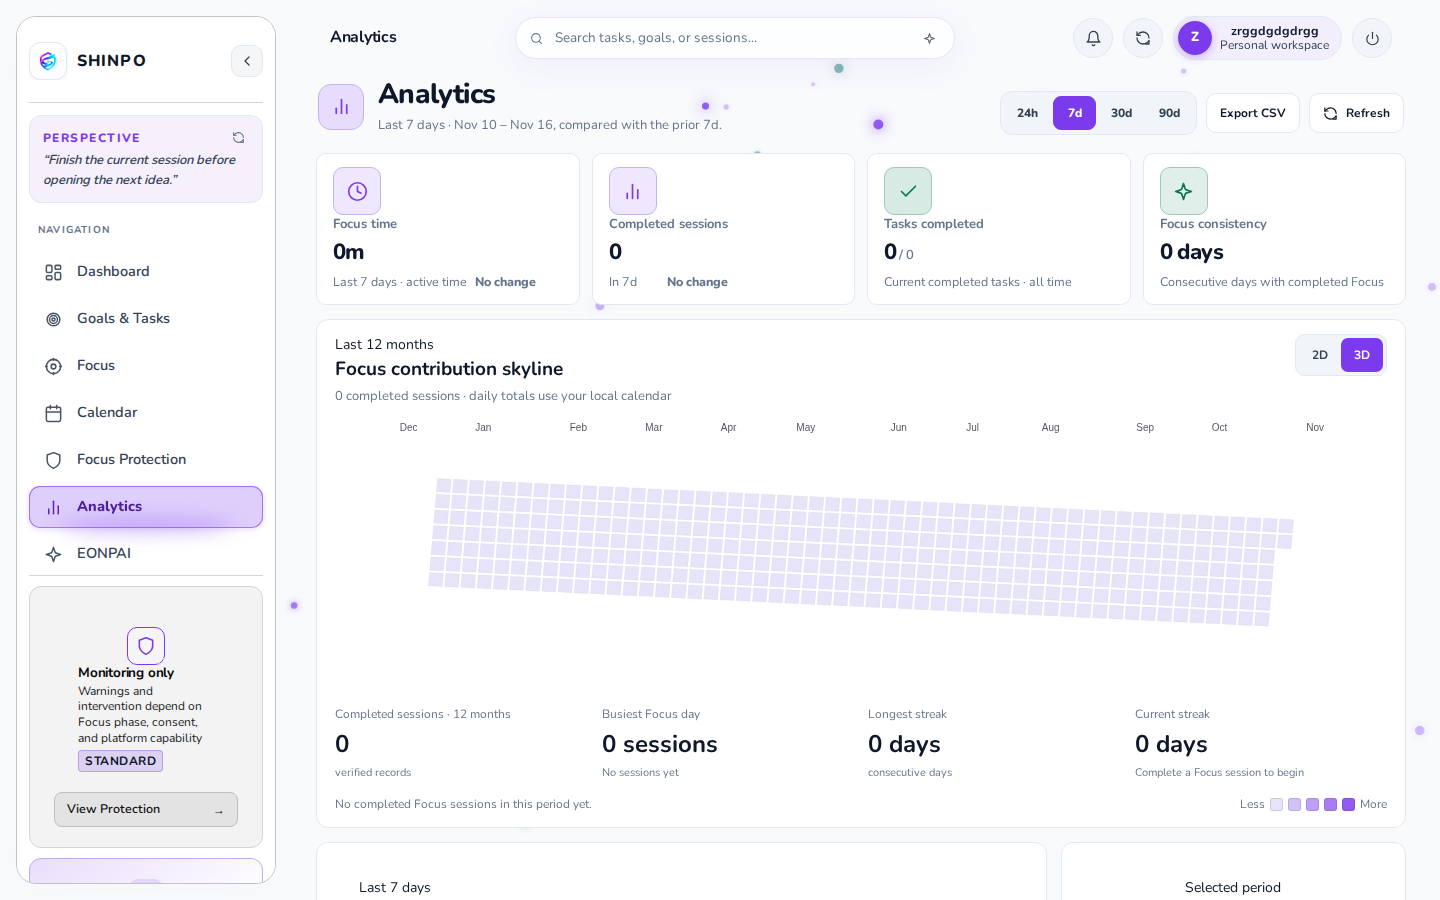 SHINPO
PERSPECTIVE
“Finish the current session before
opening the next idea.”
NAVIGATION
Dashboard
Goals & Tasks
Focus
Calendar
Focus Protection
Analytics
EONPAI
Monitoring only
Warnings and
intervention depend on
Focus phase, consent,
and platform capability
STANDARD
View Protection →
Analytics
Search tasks, goals, or sessions...
Z
zrggdgdgdrgg
Personal workspace
Analytics
Last 7 days · Nov 10 – Nov 16, compared with the prior 7d.
24h 7d 30d 90d
Export CSV
Refresh
Focus time
0m
Last 7 days · active time No change
Completed sessions
0
In 7d No change
Tasks completed
0 / 0
Current completed tasks · all time
Focus consistency
0 days
Consecutive days with completed Focus
Last 12 months
Focus contribution skyline
0 completed sessions · daily totals use your local calendar
2D 3D
Dec Jan Feb Mar Apr May Jun Jul Aug Sep Oct Nov
Completed sessions · 12 months
0
verified records
Busiest Focus day
0 sessions
No sessions yet
Longest streak
0 days
consecutive days
Current streak
0 days
Complete a Focus session to begin
No completed Focus sessions in this period yet.
Less More
Last 7 days
Selected period